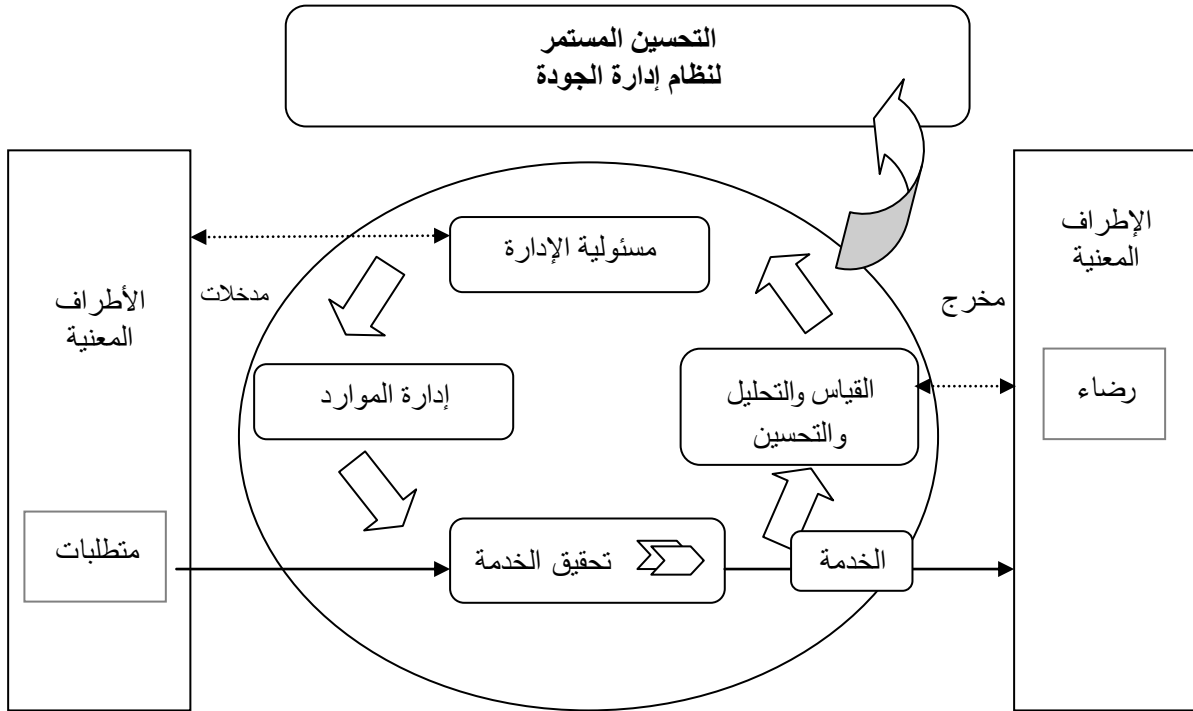 التحسين المستمر
لنظام إدارة الجودة
الإطراف
المعنية
مسئولية الإدارة
مدخلات
مخرج
الأطراف
المعنية
إدارة الموارد
القياس والتحليل
والتحسين
رضاء
متطلبات
تحقيق الخدمة
الخدمة